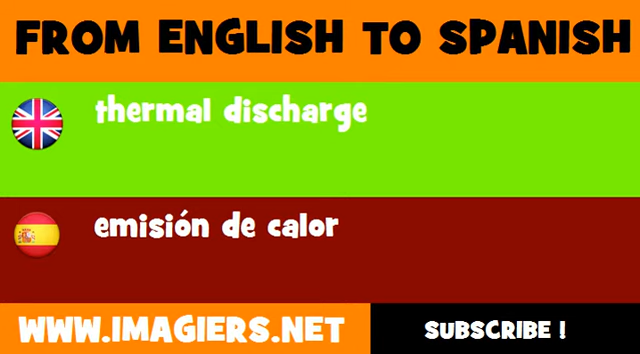 FROM ENGLISH TO SPANISH
thermal discharge
emisión de calor
WWW.IMAGIERS.NET
SUBSCRIBE !